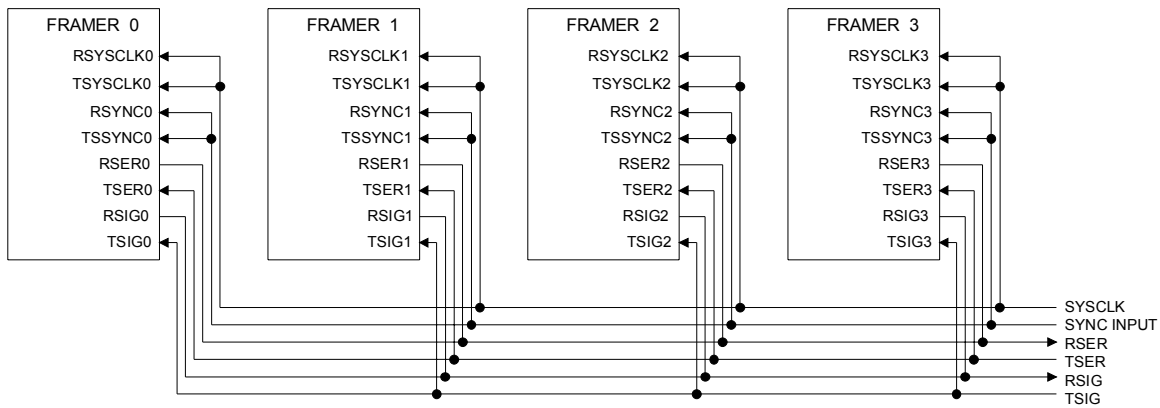 FRAMER 0
RSYSCLK0
TSYSCLK0
RSYNC0
TSSYNC0
RSER0
TSER0
RSIG0
TSIG0
FRAMER 1
RSYSCLK1
TSYSCLK1
RSYNC1
TSSYNC1
RSER1
TSER1
RSIG1
TSIG1
FRAMER 2
RSYSCLK2
TSYSCLK2
RSYNC2
TSSYNC2
RSER2
TSER2
RSIG2
TSIG2
FRAMER 3
RSYSCLK3
TSYSCLK3
RSYNC3
TSSYNC3
RSER3
TSER3
RSIG3
TSIG3
SYSCLK
SYNC INPUT
RSER
TSER
RSIG
TSIG